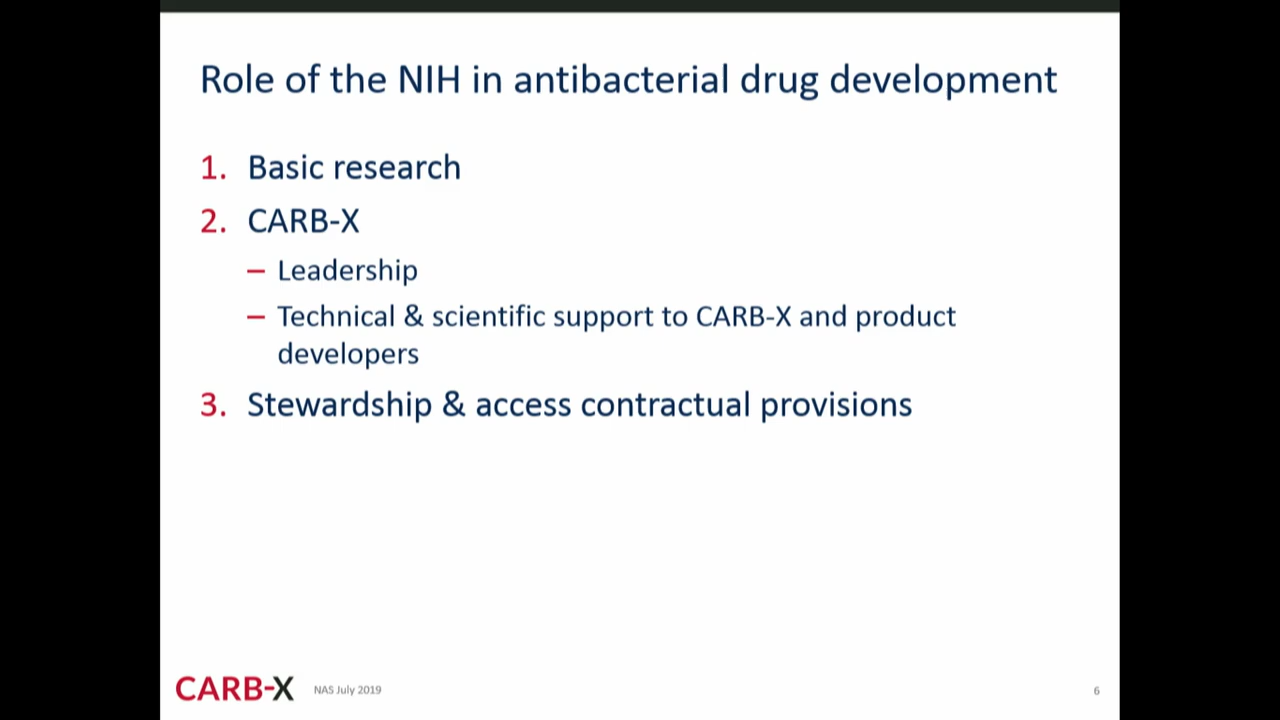 Role of the NIH in antibacterial drug development
1. Basic research
2. CARB-X
– Leadership
– Technical & scientific support to CARB-X and product
developers
3. Stewardship & access contractual provisions
CARB-X NAS July 2019 6